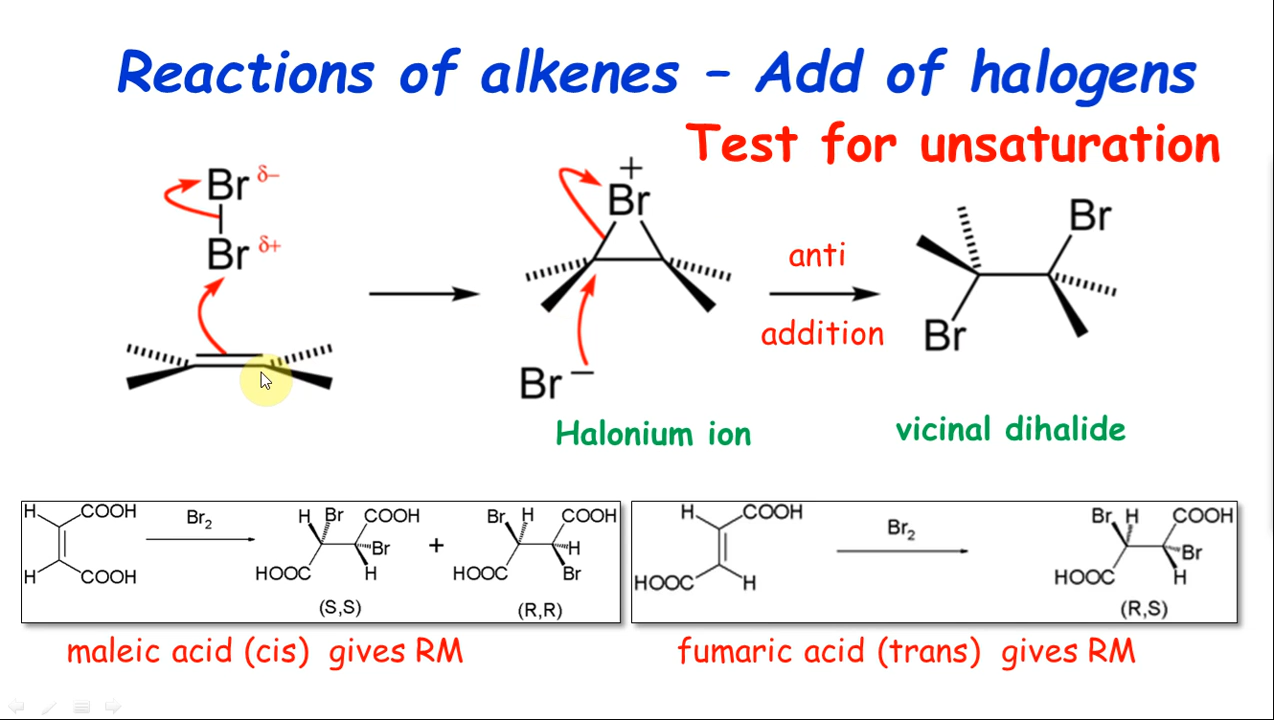 Reactions of alkenes – Add of halogens
Test for unsaturation
Br δ−
Br δ+
+
Br
Br −
Halonium ion
anti
addition
Br
Br
vicinal dihalide
H COOH
H COOH
Br2
H Br COOH
Br
HOOC H
(S,S)
+
Br H COOH
H
HOOC Br
(R,R)
H COOH
HOOC H
Br2
Br H COOH
Br
HOOC H
(R,S)
maleic acid (cis) gives RM
fumaric acid (trans) gives RM